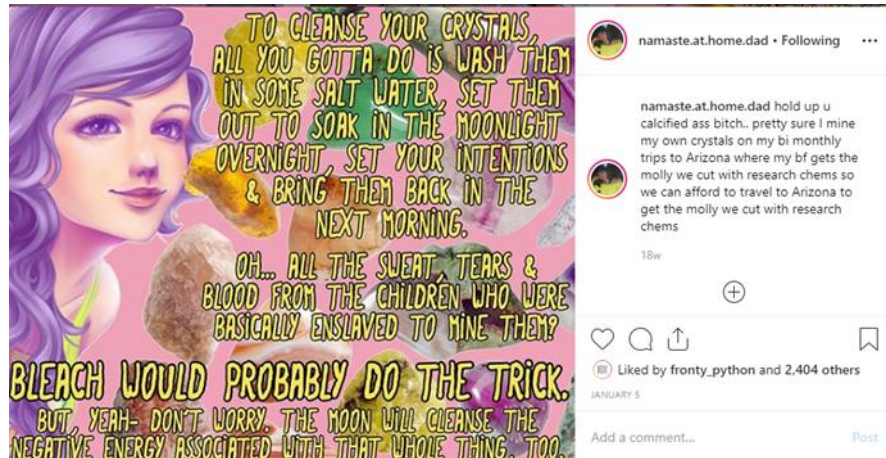 TO CLEANSE YOUR CRYSTALS,
ALL YOU GOTTA DO IS WASH THEM
IN SOME SALT WATER, SET THEM
OUT TO SOAK IN THE MOONLIGHT
OVERNIGHT, SET YOUR INTENTIONS
& BRING THEM BACK IN THE
NEXT MORNING.
OH... ALL THE SWEAT, TEARS &
BLOOD FROM THE CHILDREN WHO WERE
BASICALLY ENSLAVED TO MINE THEM?
BLEACH WOULD PROBABLY DO THE TRICK.
BUT, YEAH- DON'T WORRY. THE MOON WILL CLEANSE THE
NEGATIVE ENERGY ASSOCIATED WITH THAT WHOLE THING, TOO.
namaste.at.home.dad • Following
namaste.at.home.dad hold up u
calcified ass bitch.. pretty sure I mine
my own crystals on my bi monthly
trips to Arizona where my bf gets the
molly we cut with research chems so
we can afford to travel to Arizona to
get the molly we cut with research
chems
18w
Liked by fronty_python and 2,404 others
JANUARY 5
Add a comment...
Post